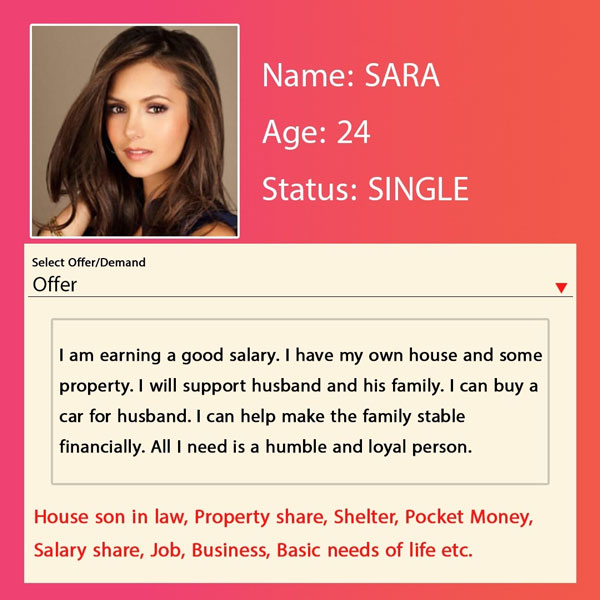 Name: SARA
Age: 24
Status: SINGLE
Select Offer/Demand
Offer
I am earning a good salary. I have my own house and some
property. I will support husband and his family. I can buy a
car for husband. I can help make the family stable
financially. All I need is a humble and loyal person.
House son in law, Property share, Shelter, Pocket Money,
Salary share, Job, Business, Basic needs of life etc.